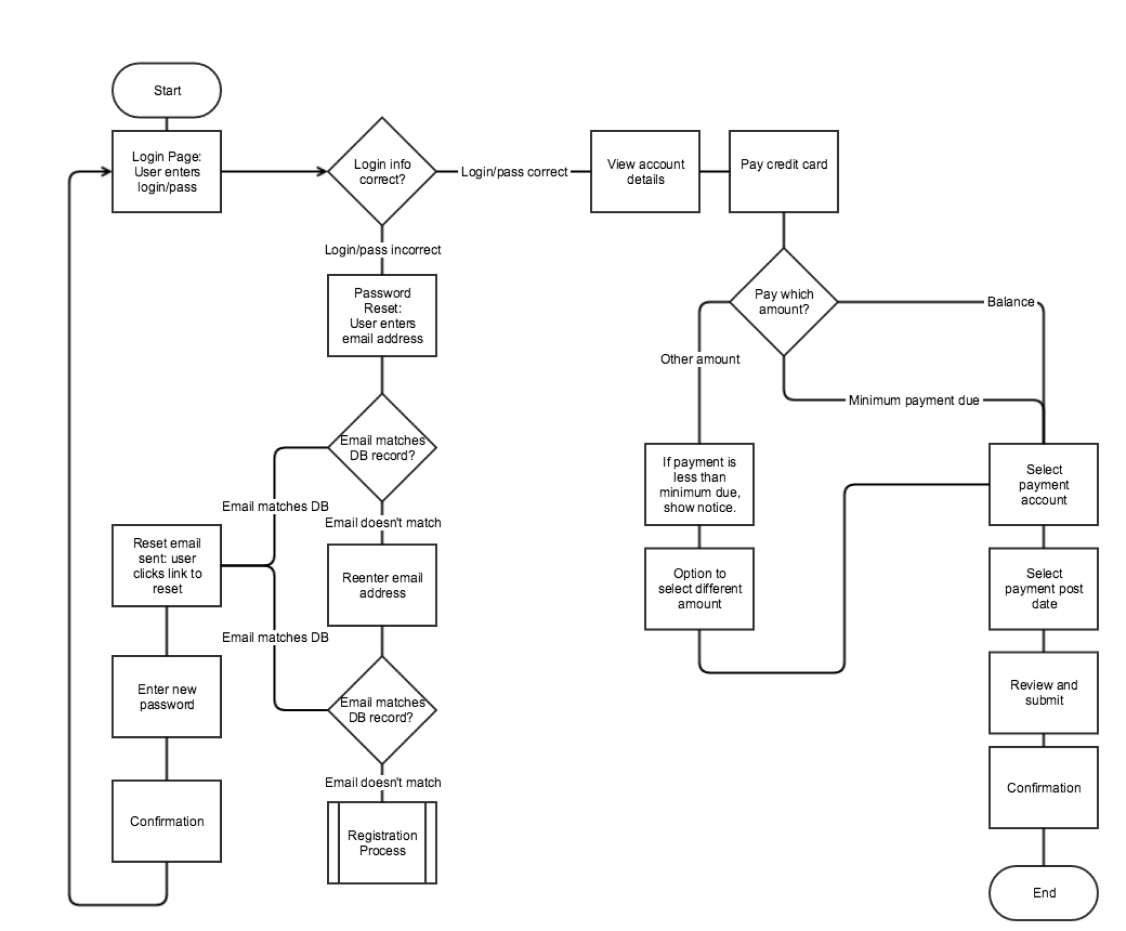 Start
Login Page:
User enters
login/pass
Login info
correct?
Login/pass correct
View account
details
Pay credit card
Login/pass incorrect
Password
Reset:
User enters
email address
Pay which
amount?
Balance
Other amount
Minimum payment due
Email matches
DB record?
If payment is
less than
minimum due,
show notice.
Select
payment
account
Email matches DB
Email doesn't match
Reset email
sent: user
clicks link to
reset
Reenter email
address
Option to
select different
amount
Select
payment post
date
Email matches DB
Enter new
password
Email matches
DB record?
Review and
submit
Email doesn't match
Confirmation
Registration
Process
Confirmation
End